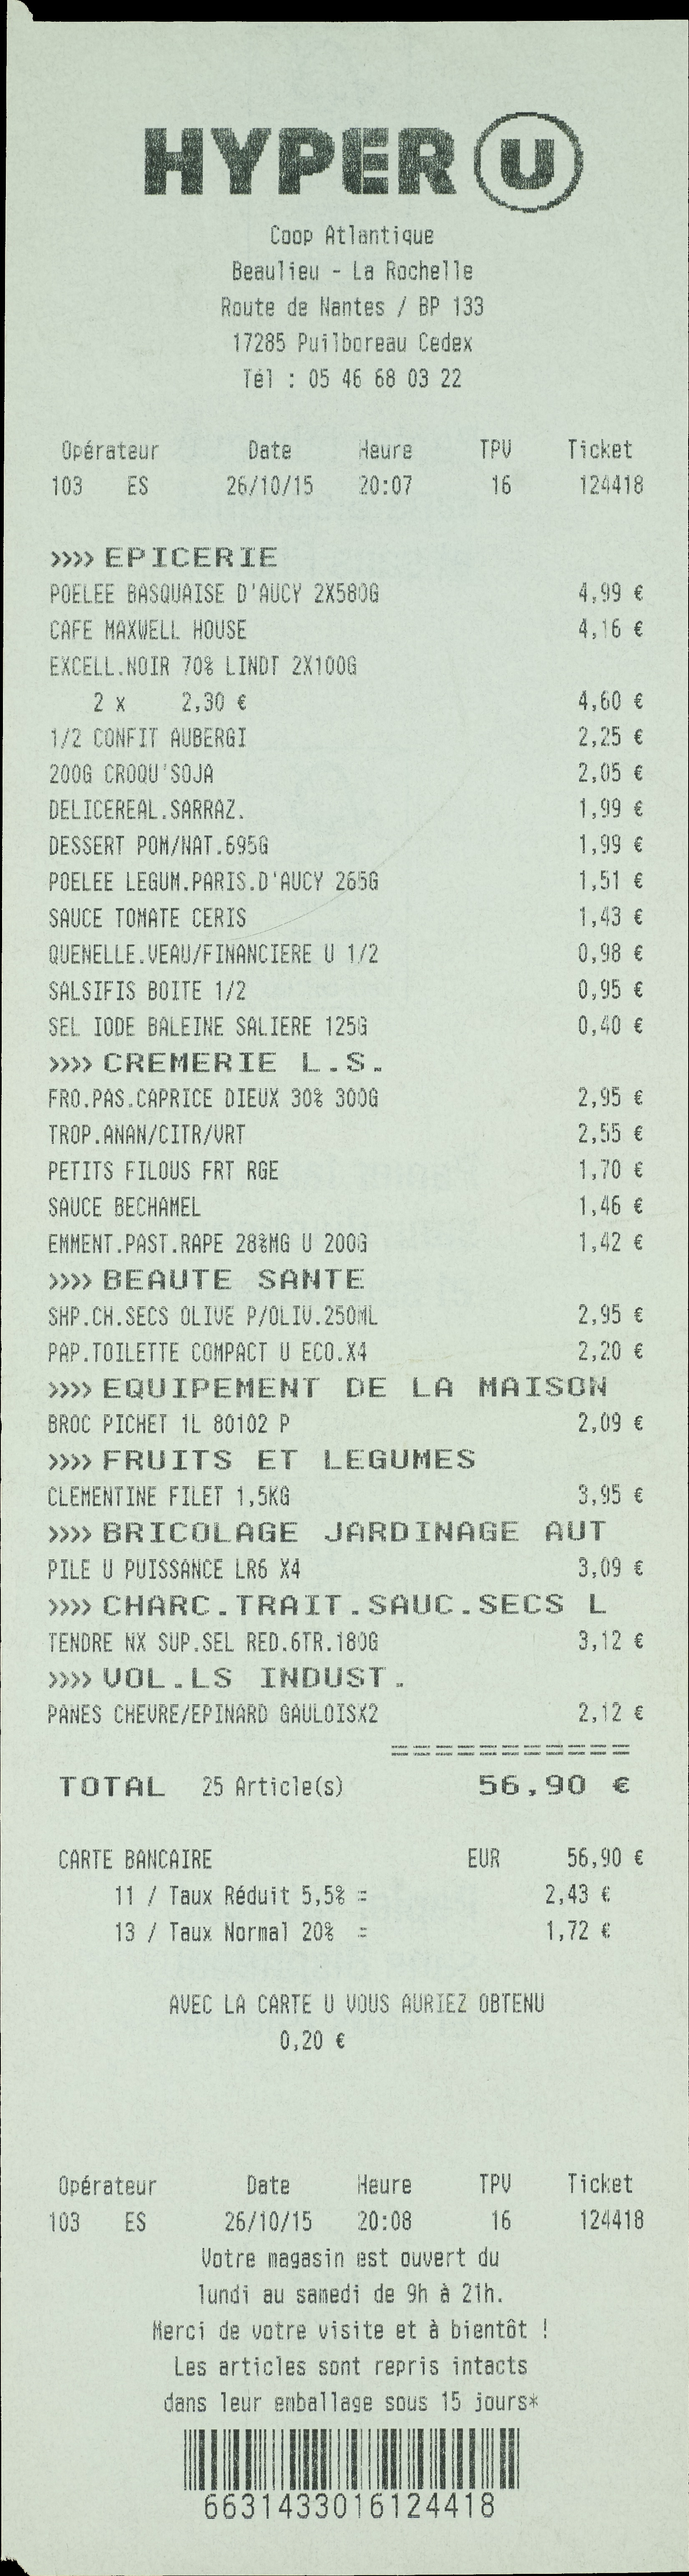 HYPER U
Coop Atlantique
Beaulieu - La Rochelle
Route de Nantes / BP 133
17285 Puilboreau Cedex
Tél : 05 46 68 03 22
Opérateur Date Heure TPV Ticket
103 ES 26/10/15 20:07 16 124418
»»» EPICERIE
POELEE BASQUAISE D'AUCY 2X580G 4,99 €
CAFE MAXWELL HOUSE 4,16 €
EXCELL.NOIR 70% LINDT 2X100G
2 x 2,30 € 4,60 €
1/2 CONFIT AUBERGI 2,25 €
200G CROQU'SOJA 2,05 €
DELICEREAL.SARRAZ. 1,99 €
DESSERT POM/NAT.695G 1,99 €
POELEE LEGUM.PARIS.D'AUCY 265G 1,51 €
SAUCE TOMATE CERIS 1,43 €
QUENELLE.VEAU/FINANCIERE U 1/2 0,98 €
SALSIFIS BOITE 1/2 0,95 €
SEL IODE BALEINE SALIERE 125G 0,40 €
»»» CREMERIE L.S.
FRO.PAS.CAPRICE DIEUX 30% 300G 2,95 €
TROP.ANAN/CITR/VRT 2,55 €
PETITS FILOUS FRT RGE 1,70 €
SAUCE BECHAMEL 1,46 €
EMMENT.PAST.RAPE 28%MG U 200G 1,42 €
»»» BEAUTE SANTE
SHP.CH.SECS OLIVE P/OLIV.250ML 2,95 €
PAP.TOILETTE COMPACT U ECO.X4 2,20 €
»»» EQUIPEMENT DE LA MAISON
BROC PICHET 1L 80102 P 2,09 €
»»» FRUITS ET LEGUMES
CLEMENTINE FILET 1,5KG 3,95 €
»»» BRICOLAGE JARDINAGE AUT
PILE U PUISSANCE LR6 X4 3,09 €
»»» CHARC.TRAIT.SAUC.SECS L
TENDRE NX SUP.SEL RED.6TR.180G 3,12 €
»»» VOL.LS INDUST.
PANES CHEVRE/EPINARD GAULOISX2 2,12 €
===========
TOTAL 25 Article(s) 56,90 €
CARTE BANCAIRE EUR 56,90 €
11 / Taux Réduit 5,5% = 2,43 €
13 / Taux Normal 20% = 1,72 €
AVEC LA CARTE U VOUS AURIEZ OBTENU
0,20 €
Opérateur Date Heure TPV Ticket
103 ES 26/10/15 20:08 16 124418
Votre magasin est ouvert du
lundi au samedi de 9h à 21h.
Merci de votre visite et à bientôt !
Les articles sont repris intacts
dans leur emballage sous 15 jours*
6631433016124418